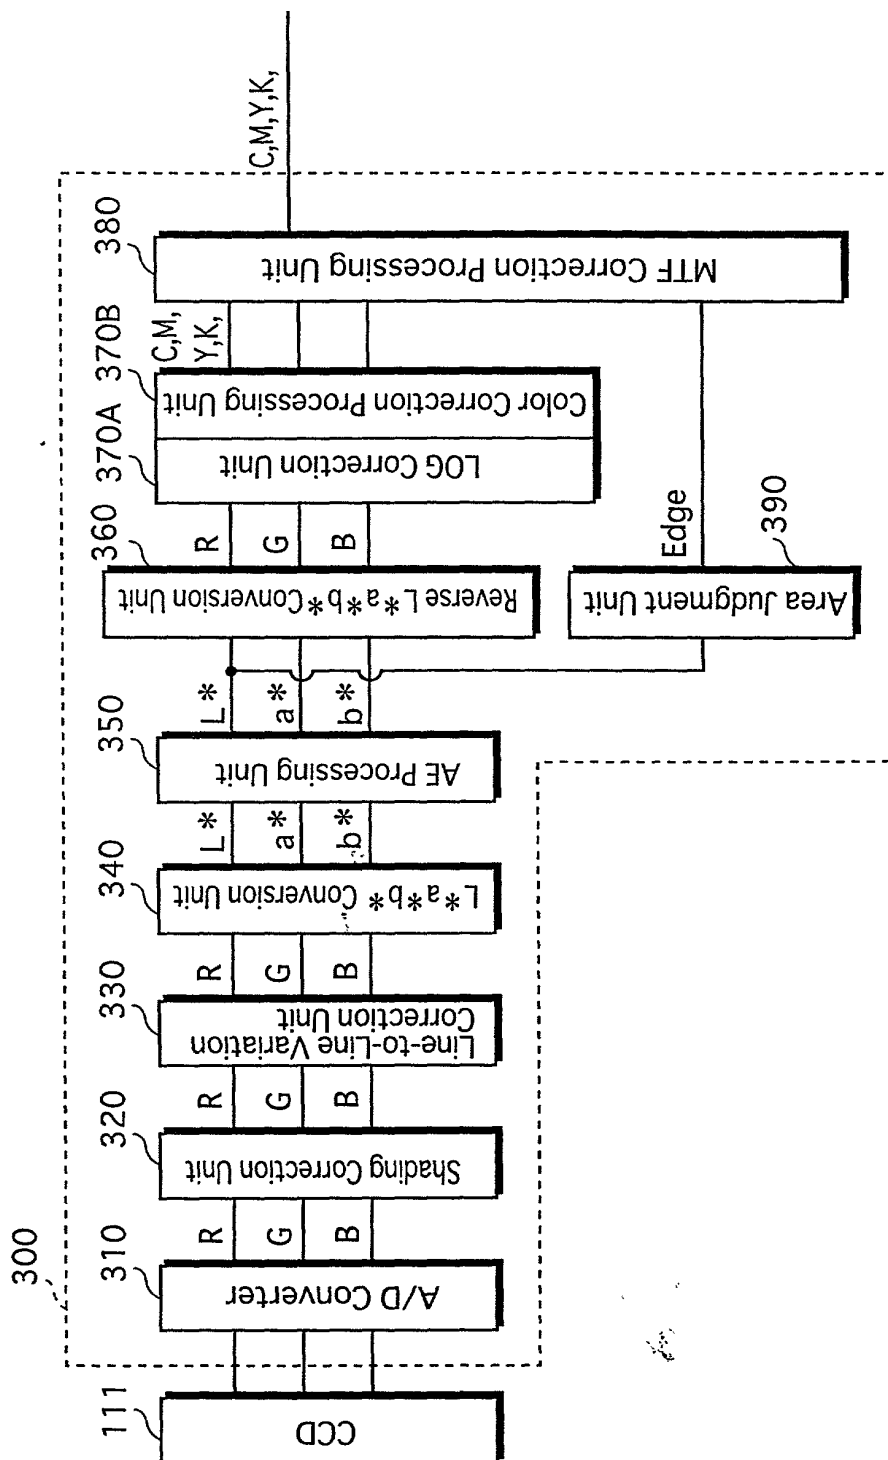 300
111
CCD
310
A/D Converter
R
G
B
320
Shading Correction Unit
R
G
B
330
Line-to-Line Variation
Correction Unit
R
G
B
340
L*a*b* Conversion Unit
L*
a*
b*
350
AE Processing Unit
L*
a*
b*
360
Reverse L*a*b* Conversion Unit
390
Area Judgment Unit
Edge
R
G
B
370A
LOG Correction Unit
370B
Color Correction Processing Unit
C,M,
Y,K,
380
MTF Correction Processing Unit
C,M,Y,K,